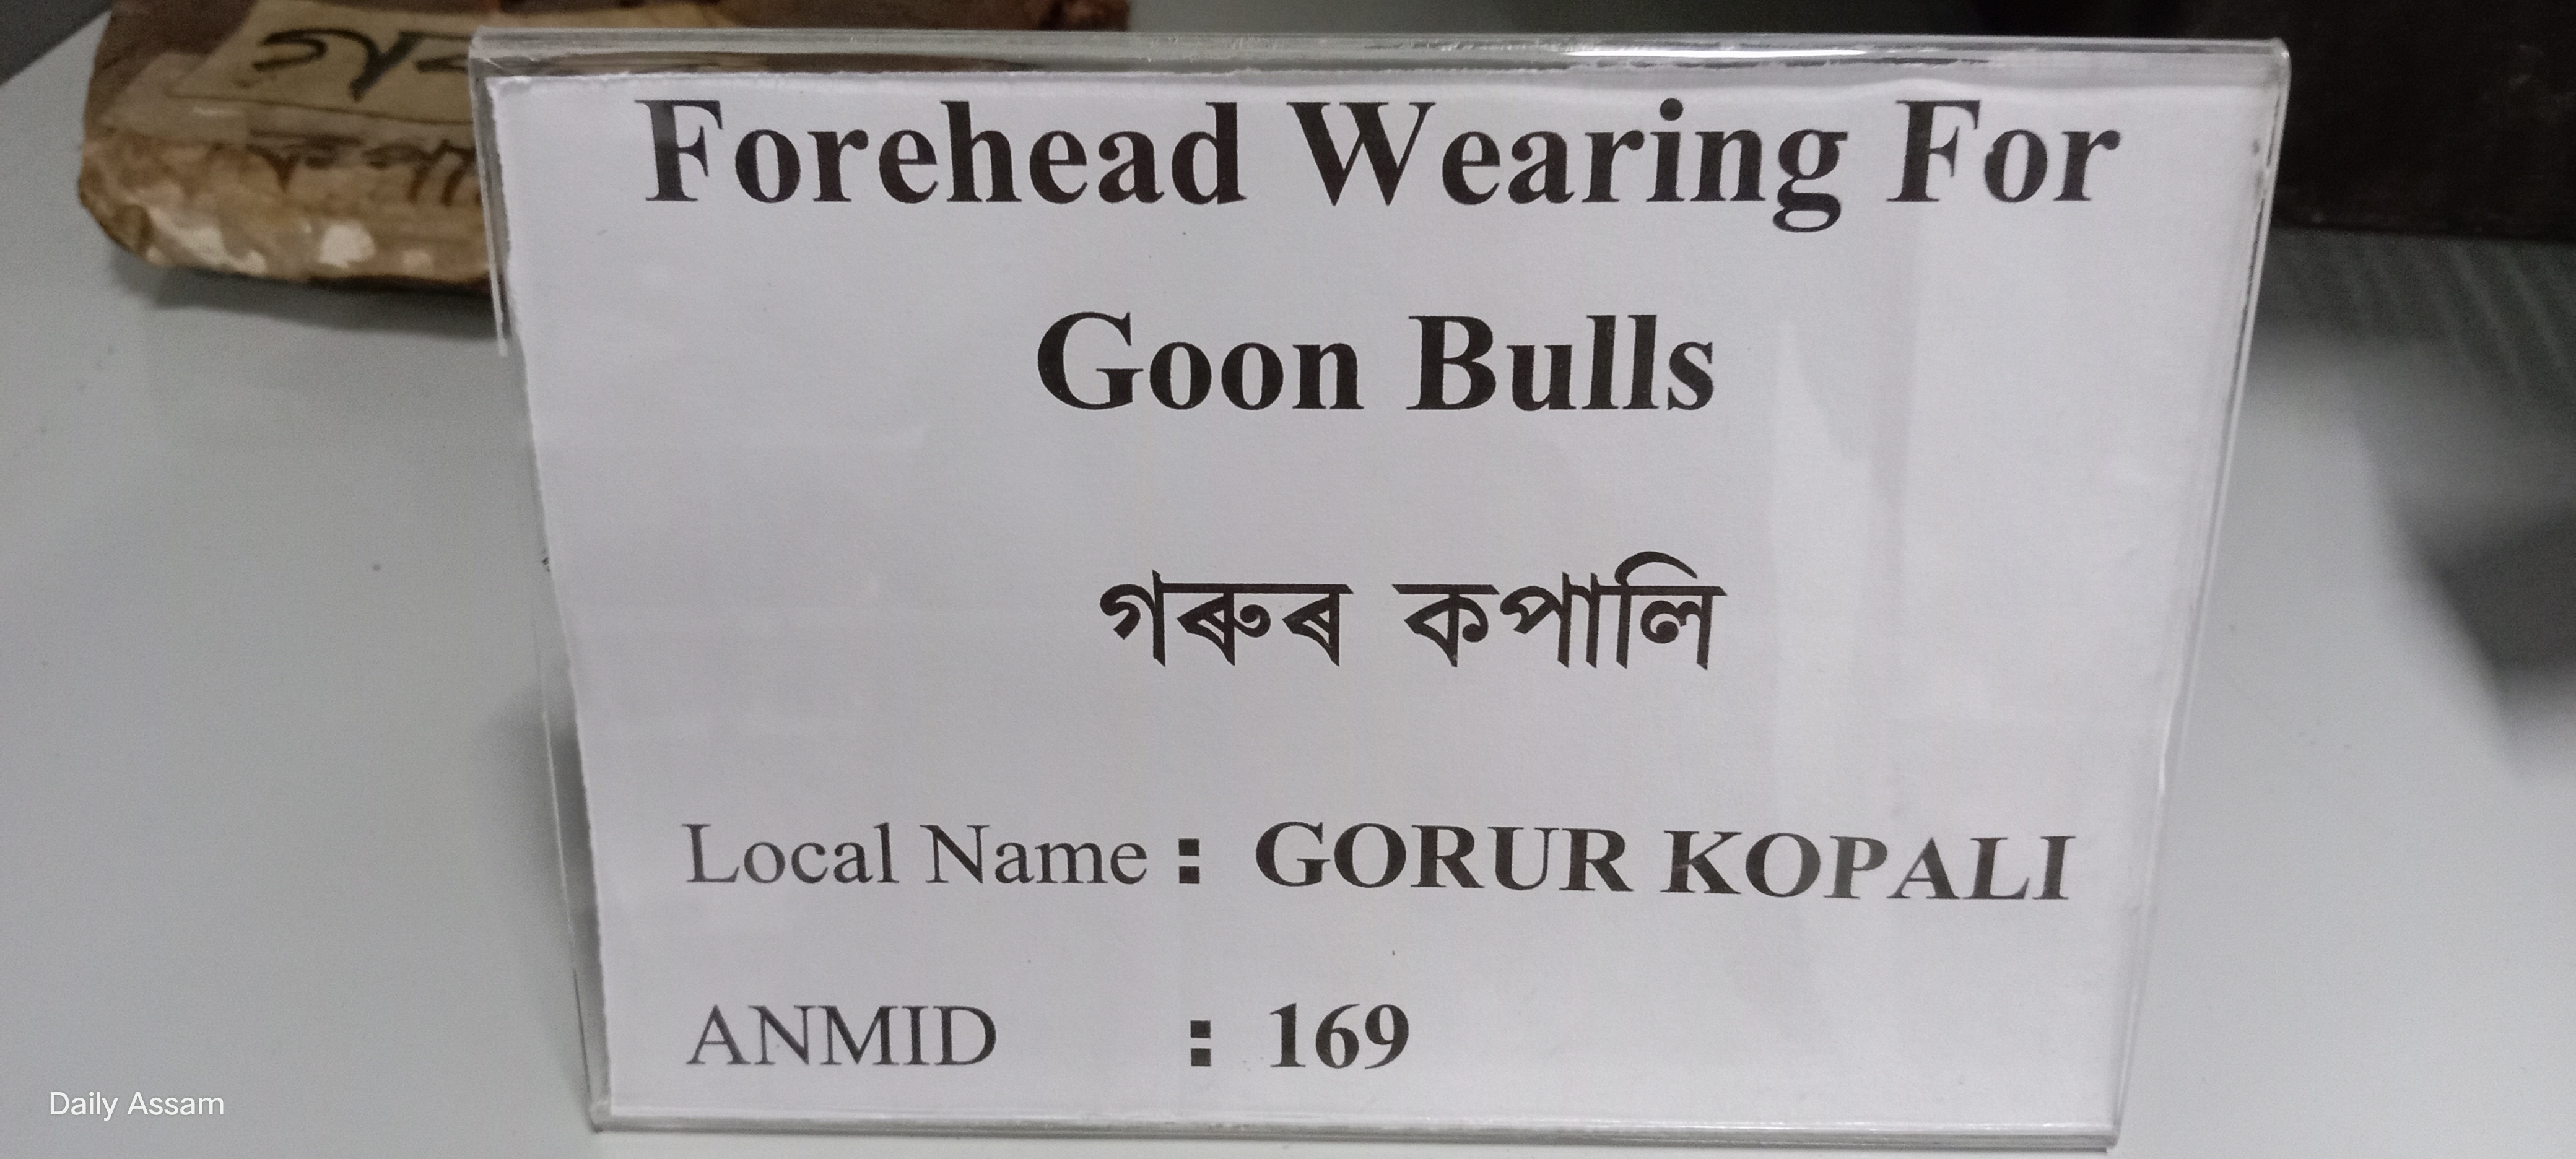 Forehead Wearing For
Goon Bulls
গৰুৰ কপালি
Local Name : GORUR KOPALI
ANMID : 169
Daily Assam